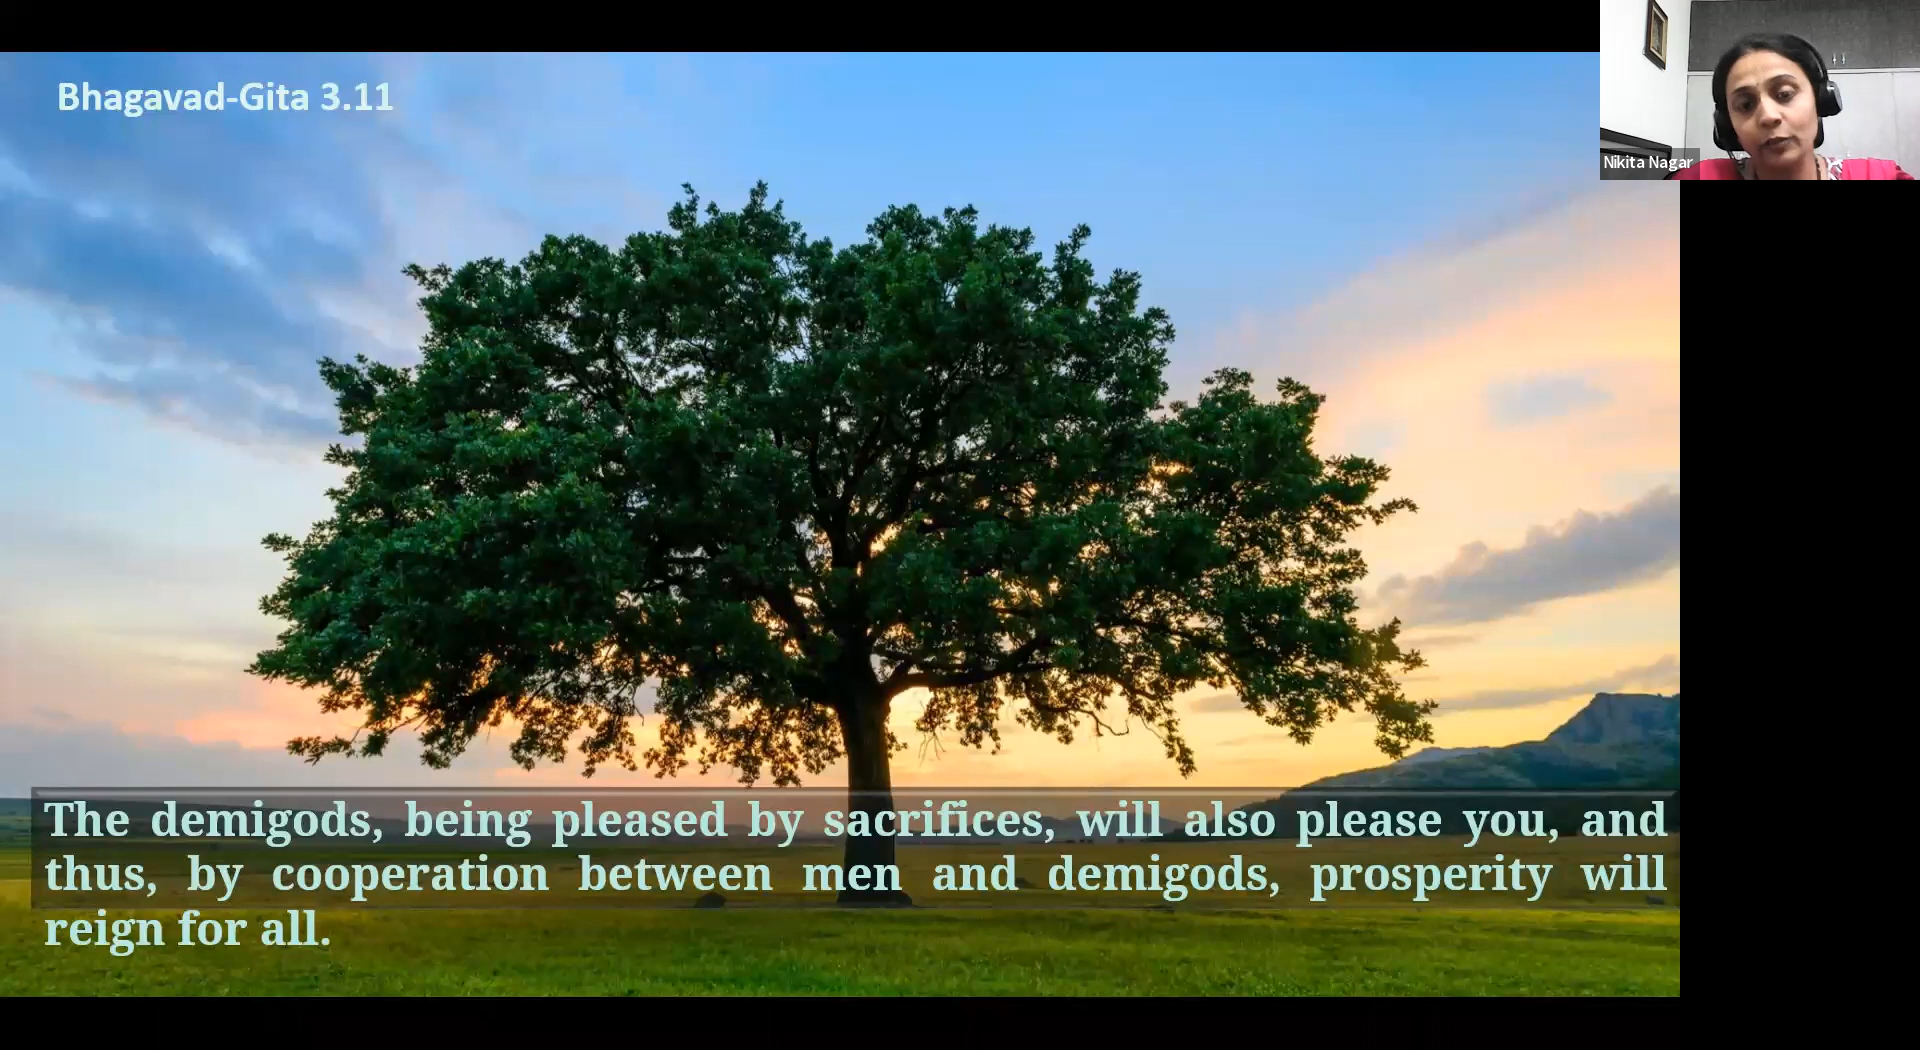 Bhagavad-Gita 3.11
Nikita Nagar
The demigods, being pleased by sacrifices, will also please you, and
thus, by cooperation between men and demigods, prosperity will
reign for all.